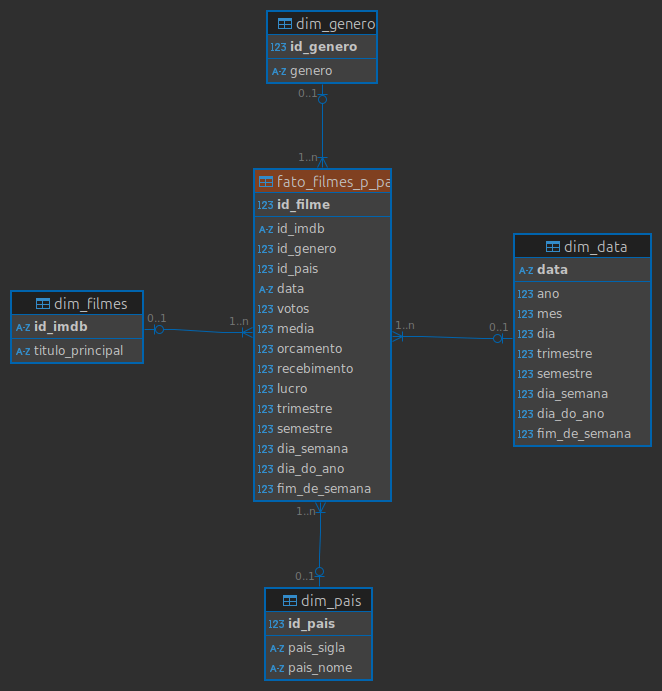 dim_genero
123 id_genero
A-Z genero
0..1
1..n
fato_filmes_p_pa
123 id_filme
A-Z id_imdb
123 id_genero
123 id_pais
A-Z data
123 votos
123 media
123 orcamento
123 recebimento
123 lucro
123 trimestre
123 semestre
123 dia_semana
123 dia_do_ano
123 fim_de_semana
dim_filmes
A-Z id_imdb
A-Z titulo_principal
0..1
1..n
dim_data
A-Z data
123 ano
123 mes
123 dia
123 trimestre
123 semestre
123 dia_semana
123 dia_do_ano
123 fim_de_semana
1..n
0..1
1..n
0..1
dim_pais
123 id_pais
A-Z pais_sigla
A-Z pais_nome